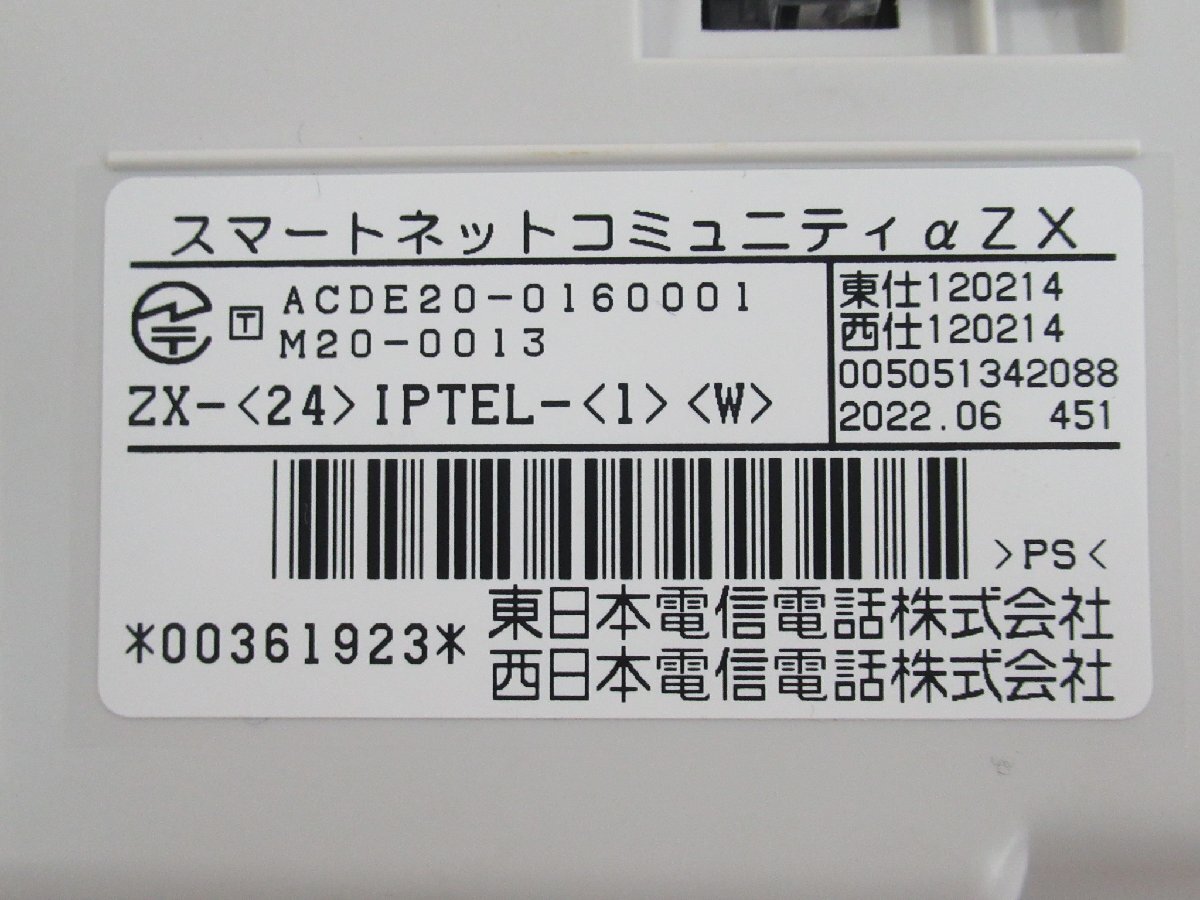 スマートネットコミュニティαZX
T ACDE20-0160001
M20-0013
ZX-<24>IPTEL-<1><W>
東仕120214
西仕120214
005051342088
2022.06 451
>PS<
*00361923*
東日本電信電話株式会社
西日本電信電話株式会社